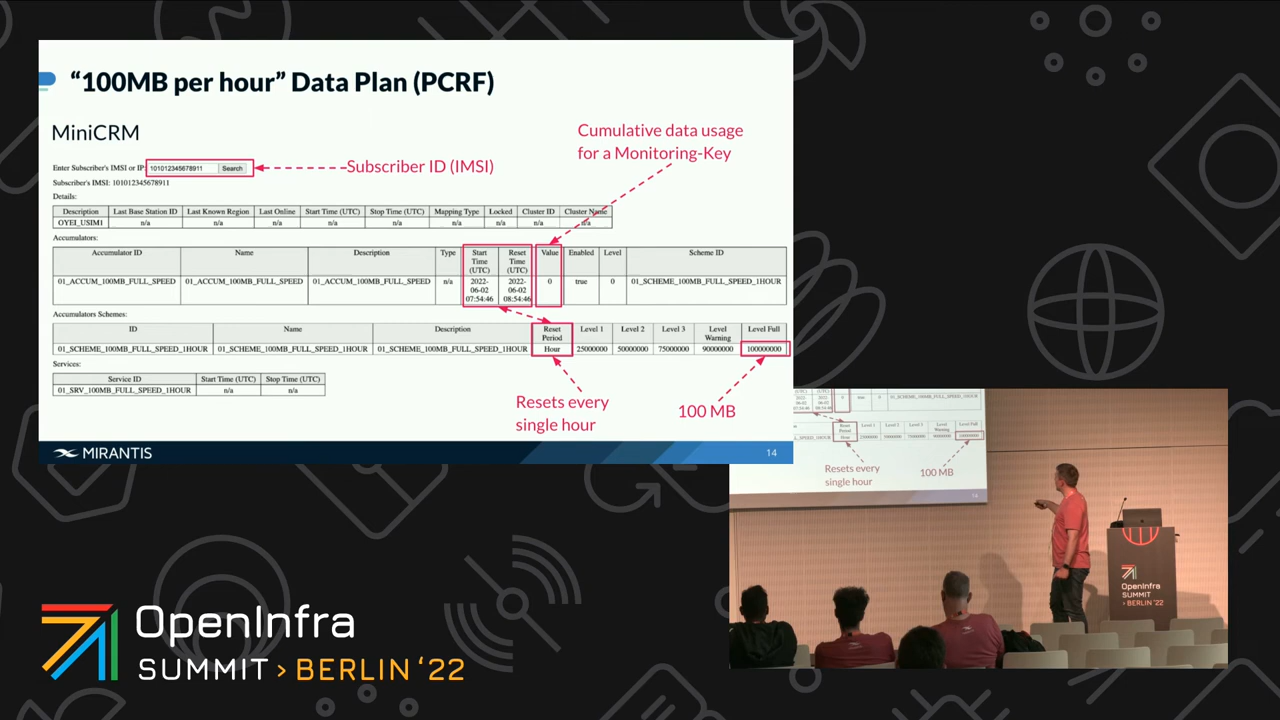 “100MB per hour” Data Plan (PCRF)
MiniCRM
Cumulative data usage
for a Monitoring-Key
Enter Subscriber's IMSI or IP: 101012345678911 Search
Subscriber ID (IMSI)
Subscriber's IMSI: 101012345678911
Details:
Description Last Base Station ID Last Known Region Last Online Start Time (UTC) Stop Time (UTC) Mapping Type Locked Cluster ID Cluster Name
OYEI_USIM1 n/a n/a n/a n/a n/a n/a n/a n/a n/a
Accumulators:
Accumulator ID Name Description Type Start Time (UTC) Reset Time (UTC) Value Enabled Level Scheme ID
01_ACCUM_100MB_FULL_SPEED 01_ACCUM_100MB_FULL_SPEED 01_ACCUM_100MB_FULL_SPEED n/a 2022-06-02 07:54:46 2022-06-02 08:54:46 0 true 0 01_SCHEME_100MB_FULL_SPEED_1HOUR
Accumulators Schemes:
ID Name Description Reset Period Level 1 Level 2 Level 3 Level Warning Level Full
01_SCHEME_100MB_FULL_SPEED_1HOUR 01_SCHEME_100MB_FULL_SPEED_1HOUR 01_SCHEME_100MB_FULL_SPEED_1HOUR Hour 25000000 50000000 75000000 90000000 100000000
Services:
Service ID Start Time (UTC) Stop Time (UTC)
01_SRV_100MB_FULL_SPEED_1HOUR n/a n/a
Resets every
single hour
100 MB
MIRANTIS
14
Resets every
single hour
100 MB
14
OpenInfra
SUMMIT
› BERLIN '22
OpenInfra
SUMMIT › BERLIN ‘22